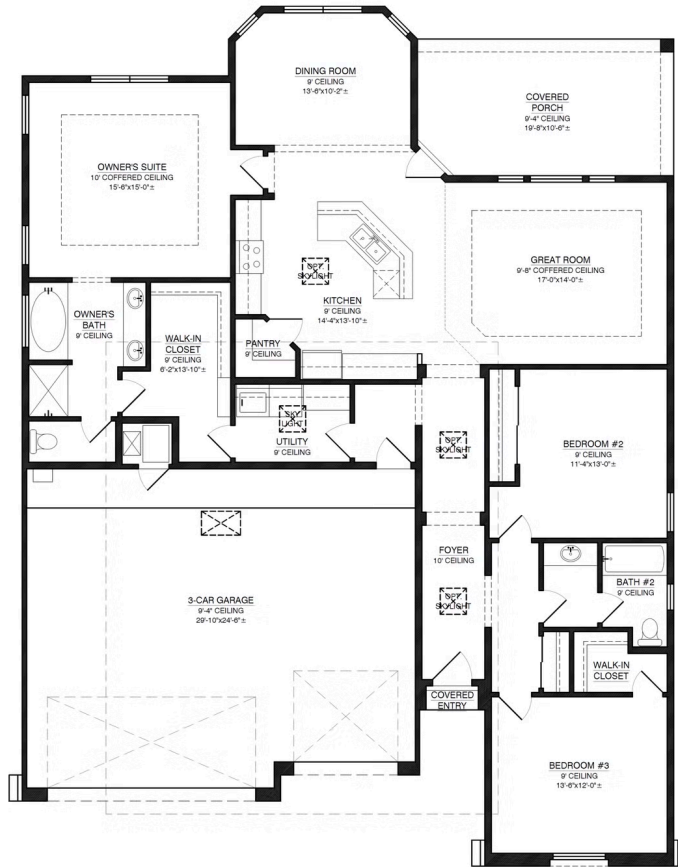 DINING ROOM
9' CEILING
13'-6"x10'-2"±
COVERED
PORCH
9'-4" CEILING
19'-8"x10'-6"±
OWNER'S SUITE
10' COFFERED CEILING
15'-6"x15'-0"±
GREAT ROOM
9'-8" COFFERED CEILING
17'-0"x14'-0"±
OPT.
SKYLIGHT
KITCHEN
9' CEILING
14'-4"x13'-10"±
OWNER'S
BATH
9' CEILING
WALK-IN
CLOSET
9' CEILING
6'-2"x13'-10"±
PANTRY
9' CEILING
SKY
LIGHT
UTILITY
9' CEILING
OPT.
SKYLIGHT
BEDROOM #2
9' CEILING
11'-4"x13'-0"±
FOYER
10' CEILING
OPT.
SKYLIGHT
BATH #2
9' CEILING
3-CAR GARAGE
9'-4" CEILING
29'-10"x24'-6"±
WALK-IN
CLOSET
COVERED
ENTRY
BEDROOM #3
9' CEILING
13'-6"x12'-0"±